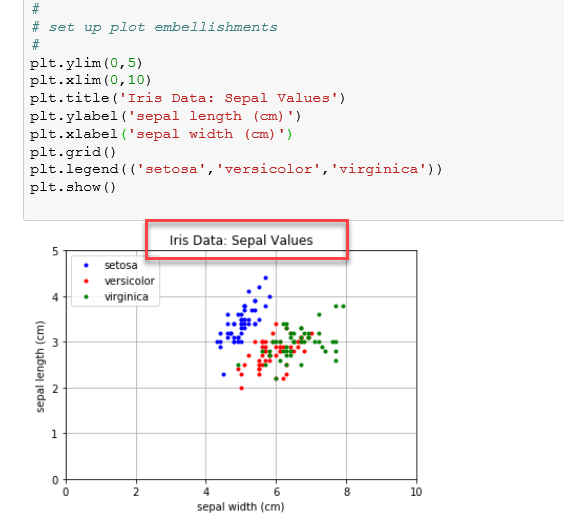 #
# set up plot embellishments
#
plt.ylim(0,5)
plt.xlim(0,10)
plt.title('Iris Data: Sepal Values')
plt.ylabel('sepal length (cm)')
plt.xlabel('sepal width (cm)')
plt.grid()
plt.legend(('setosa','versicolor','virginica'))
plt.show()
Iris Data: Sepal Values
5
setosa
versicolor
virginica
4
3
2
1
0
sepal length (cm)
0 2 4 6 8 10
sepal width (cm)